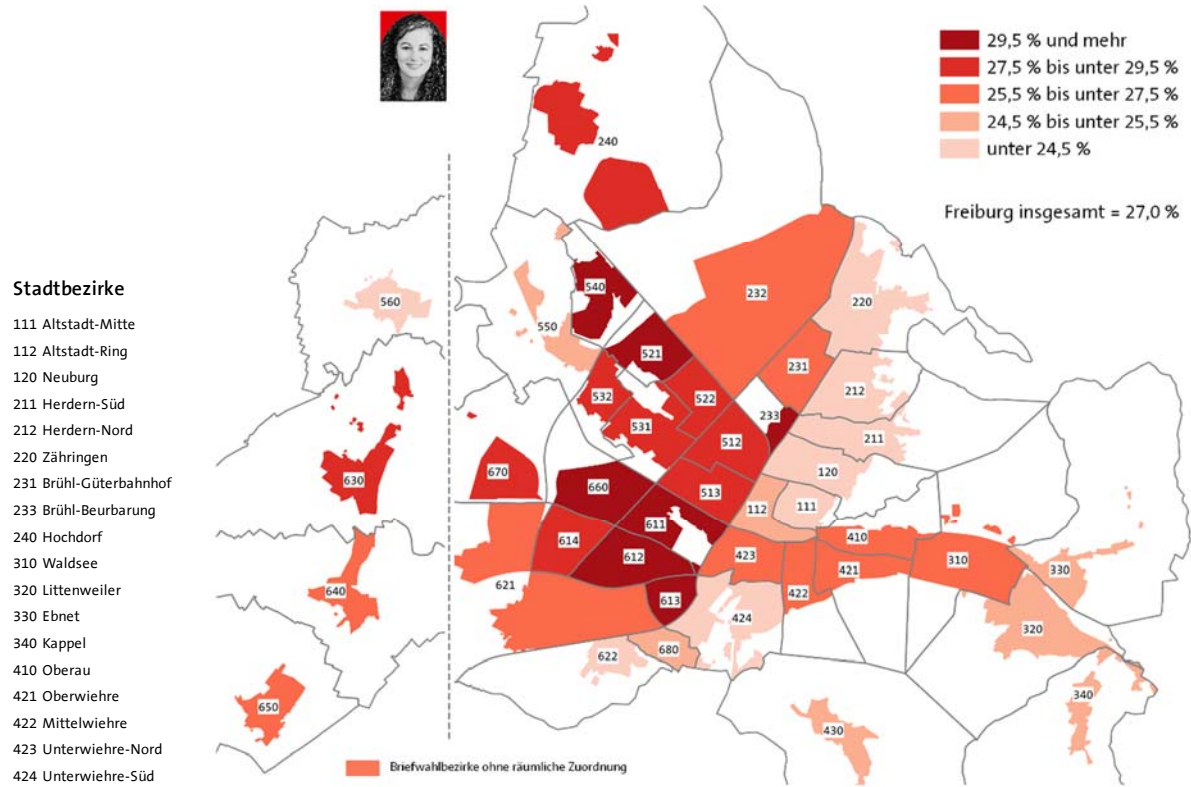 29,5 % und mehr
27,5 % bis unter 29,5 %
25,5 % bis unter 27,5 %
24,5 % bis unter 25,5 %
unter 24,5 %
Freiburg insgesamt = 27,0 %
Stadtbezirke
111 Altstadt-Mitte
112 Altstadt-Ring
120 Neuburg
211 Herdern-Süd
212 Herdern-Nord
220 Zähringen
231 Brühl-Güterbahnhof
233 Brühl-Beurbarung
240 Hochdorf
310 Waldsee
320 Littenweiler
330 Ebnet
340 Kappel
410 Oberau
421 Oberwiehre
422 Mittelwiehre
423 Unterwiehre-Nord
424 Unterwiehre-Süd
240
540
560
232
220
550
521
231
532
522
212
233
531
512
211
670
120
630
660
513
111
112
611
410
614
612
423
310
421
330
621
640
422
613
424
320
680
622
340
650
430
Briefwahlbezirke ohne räumliche Zuordnung